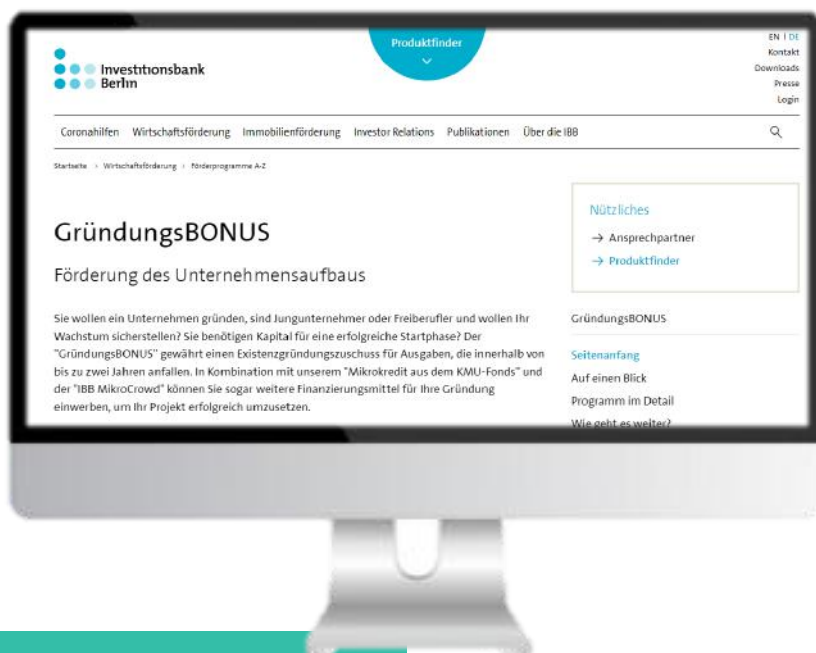 Produktfinder
EN | DE
Kontakt
Downloads
Presse
Login
Investitionsbank
Berlin
Coronahilfen Wirtschaftsförderung Immobilienförderung Investor Relations Publikationen Über die IBB
Startseite > Wirtschaftsförderung > Förderprogramme A-Z
GründungsBONUS
Förderung des Unternehmensaufbaus
Sie wollen ein Unternehmen gründen, sind Jungunternehmer oder Freiberufler und wollen Ihr
Wachstum sicherstellen? Sie benötigen Kapital für eine erfolgreiche Startphase? Der
"GründungsBONUS" gewährt einen Existenzgründungszuschuss für Ausgaben, die innerhalb von
bis zu zwei Jahren anfallen. In Kombination mit unserem "Mikrokredit aus dem KMU-Fonds" und
der "IBB MikroCrowd" können Sie sogar weitere Finanzierungsmittel für Ihre Gründung
einwerben, um Ihr Projekt erfolgreich umzusetzen.
Nützliches
→ Ansprechpartner
→ Produktfinder
GründungsBONUS
Seitenanfang
Auf einen Blick
Programm im Detail
Wie geht es weiter?